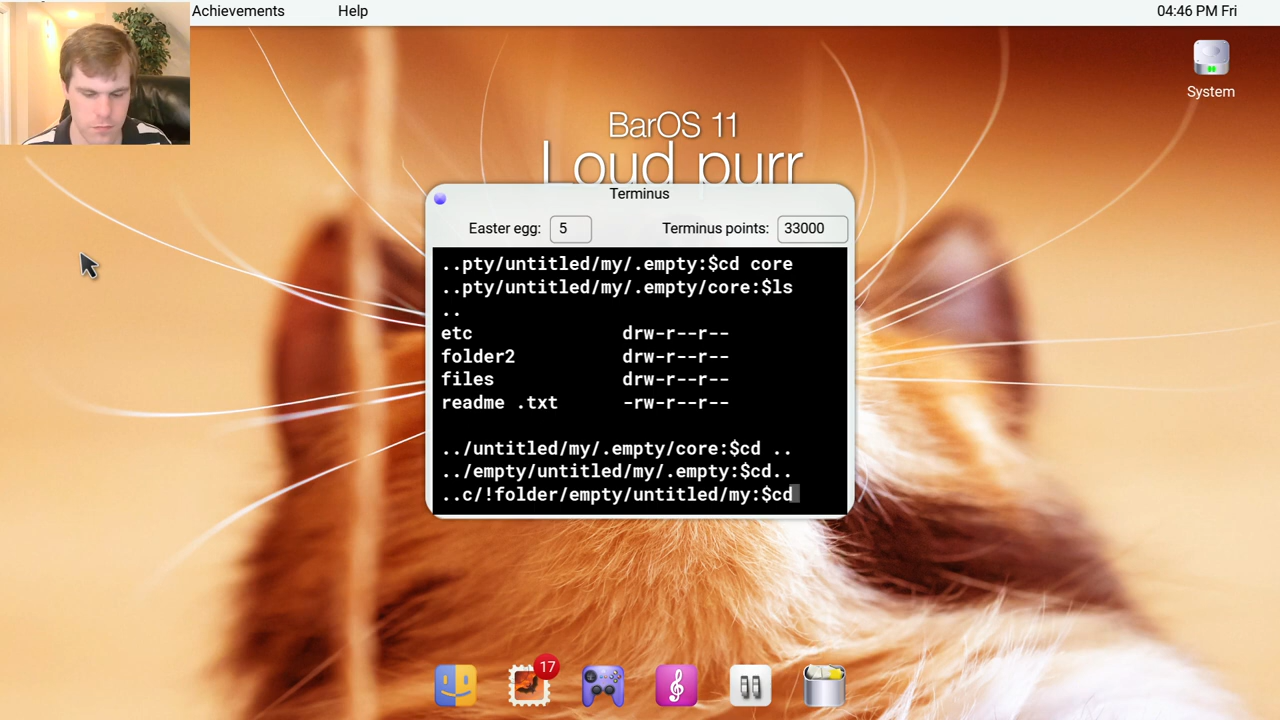 Achievements
Help
04:46 PM Fri
System
BarOS 11
Loud purr
Terminus
Easter egg: 5
Terminus points: 33000
..pty/untitled/my/.empty:$cd core
..pty/untitled/my/.empty/core:$ls
..
etc drw-r--r--
folder2 drw-r--r--
files drw-r--r--
readme .txt -rw-r--r--
../untitled/my/.empty/core:$cd ..
../empty/untitled/my/.empty:$cd..
..c/!folder/empty/untitled/my:$cd
17